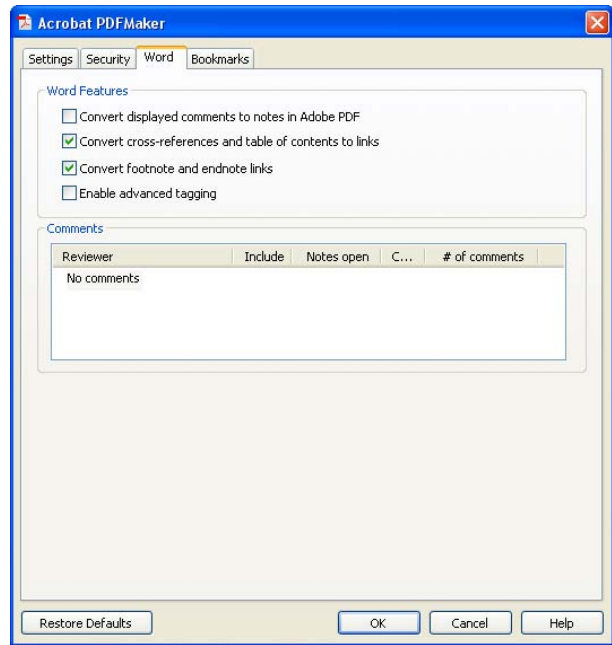 Acrobat PDFMaker
Settings Security Word Bookmarks
Word Features
Convert displayed comments to notes in Adobe PDF
Convert cross-references and table of contents to links
Convert footnote and endnote links
Enable advanced tagging
Comments
Reviewer Include Notes open C... # of comments
No comments
Restore Defaults OK Cancel Help